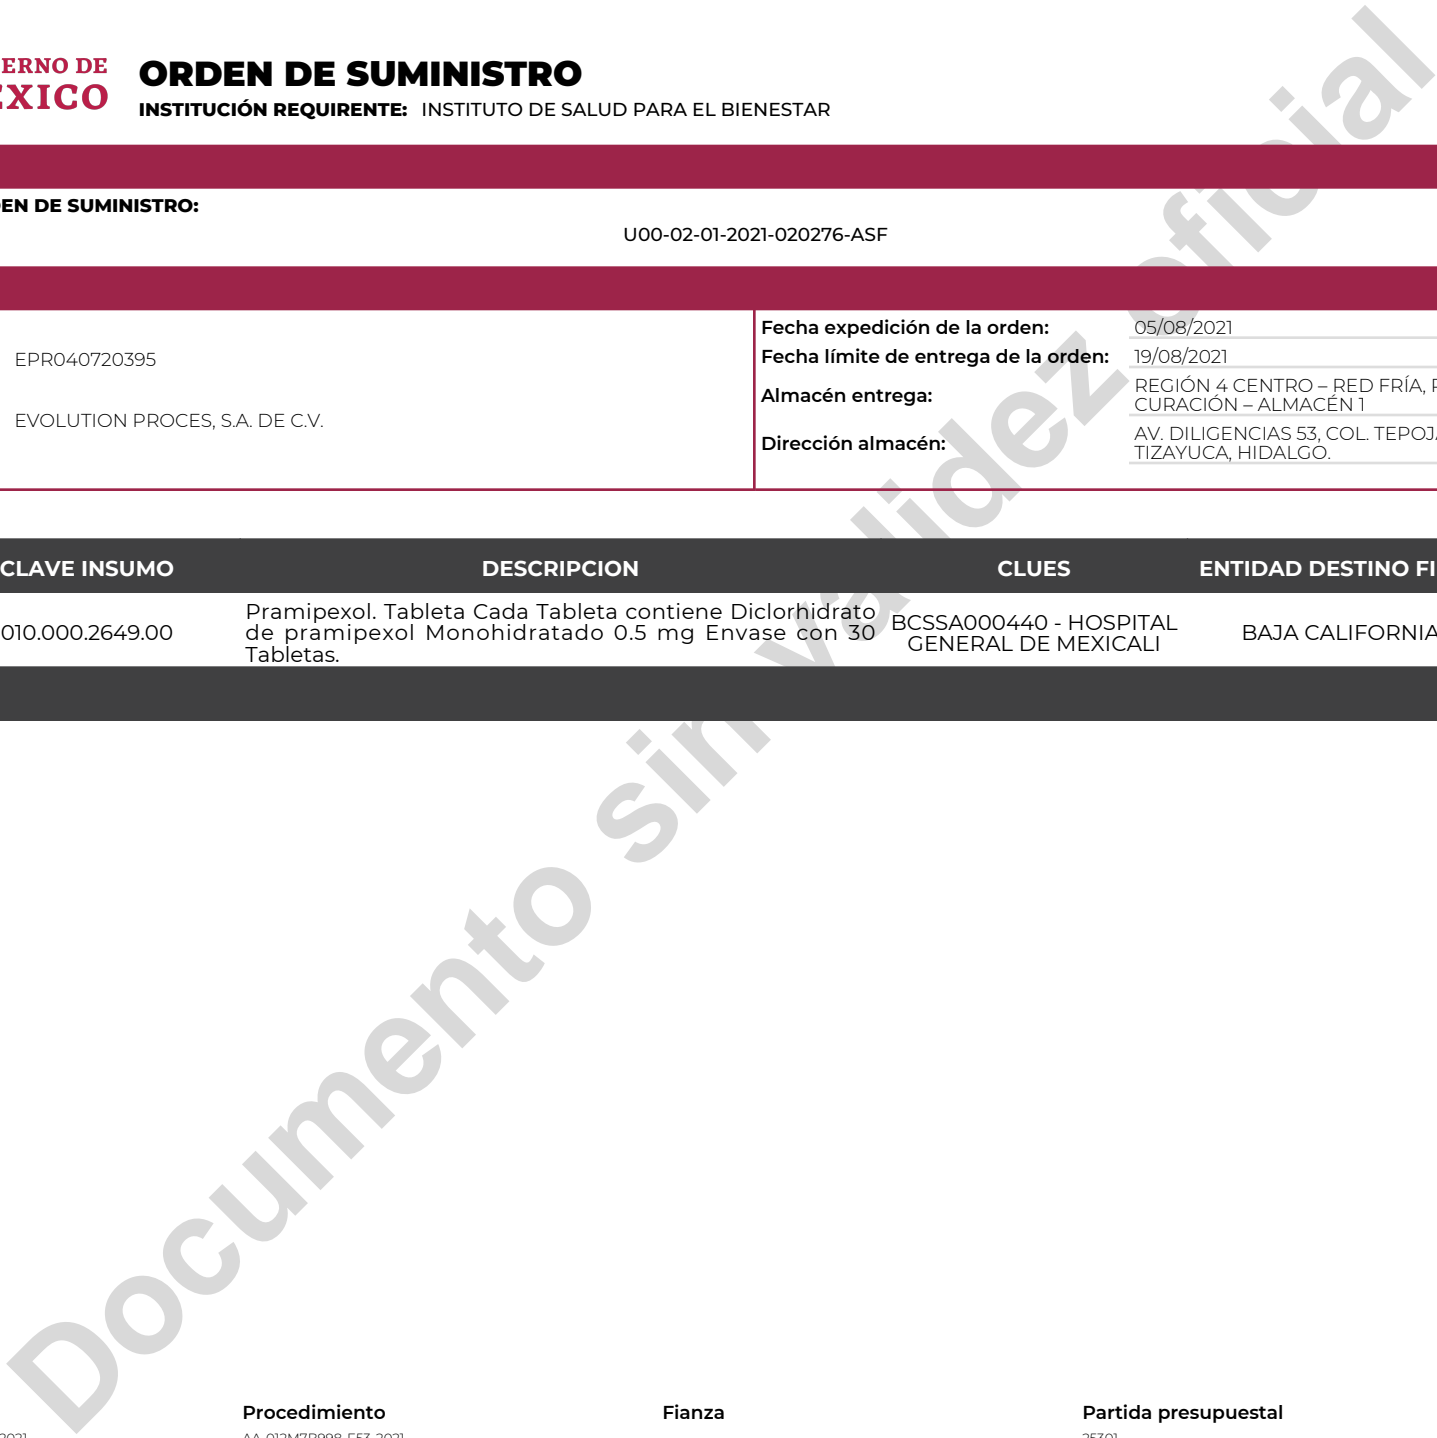 ERNO DE
ORDEN DE SUMINISTRO
INSTITUCIÓN REQUIRENTE: INSTITUTO DE SALUD PARA EL BIENESTAR
EN DE SUMINISTRO:
U00-02-01-2021-020276-ASF
EPR040720395
EVOLUTION PROCES, S.A. DE C.V.
Fecha expedición de la orden: 05/08/2021
Fecha límite de entrega de la orden: 19/08/2021
Almacén entrega: REGIÓN 4 CENTRO – RED FRÍA,
CURACIÓN – ALMACÉN 1
Dirección almacén: AV. DILIGENCIAS 53, COL. TEPOJ
TIZAYUCA, HIDALGO.
CLAVE INSUMO DESCRIPCION CLUES ENTIDAD DESTINO FI
010.000.2649.00
Pramipexol. Tableta Cada Tableta contiene Diclorhidrato
de pramipexol Monohidratado 0.5 mg Envase con 30
Tabletas.
BCSSA000440 - HOSPITAL
GENERAL DE MEXICALI
BAJA CALIFORNIA
Documento sin validez oficial
Procedimiento Fianza Partida presupuestal